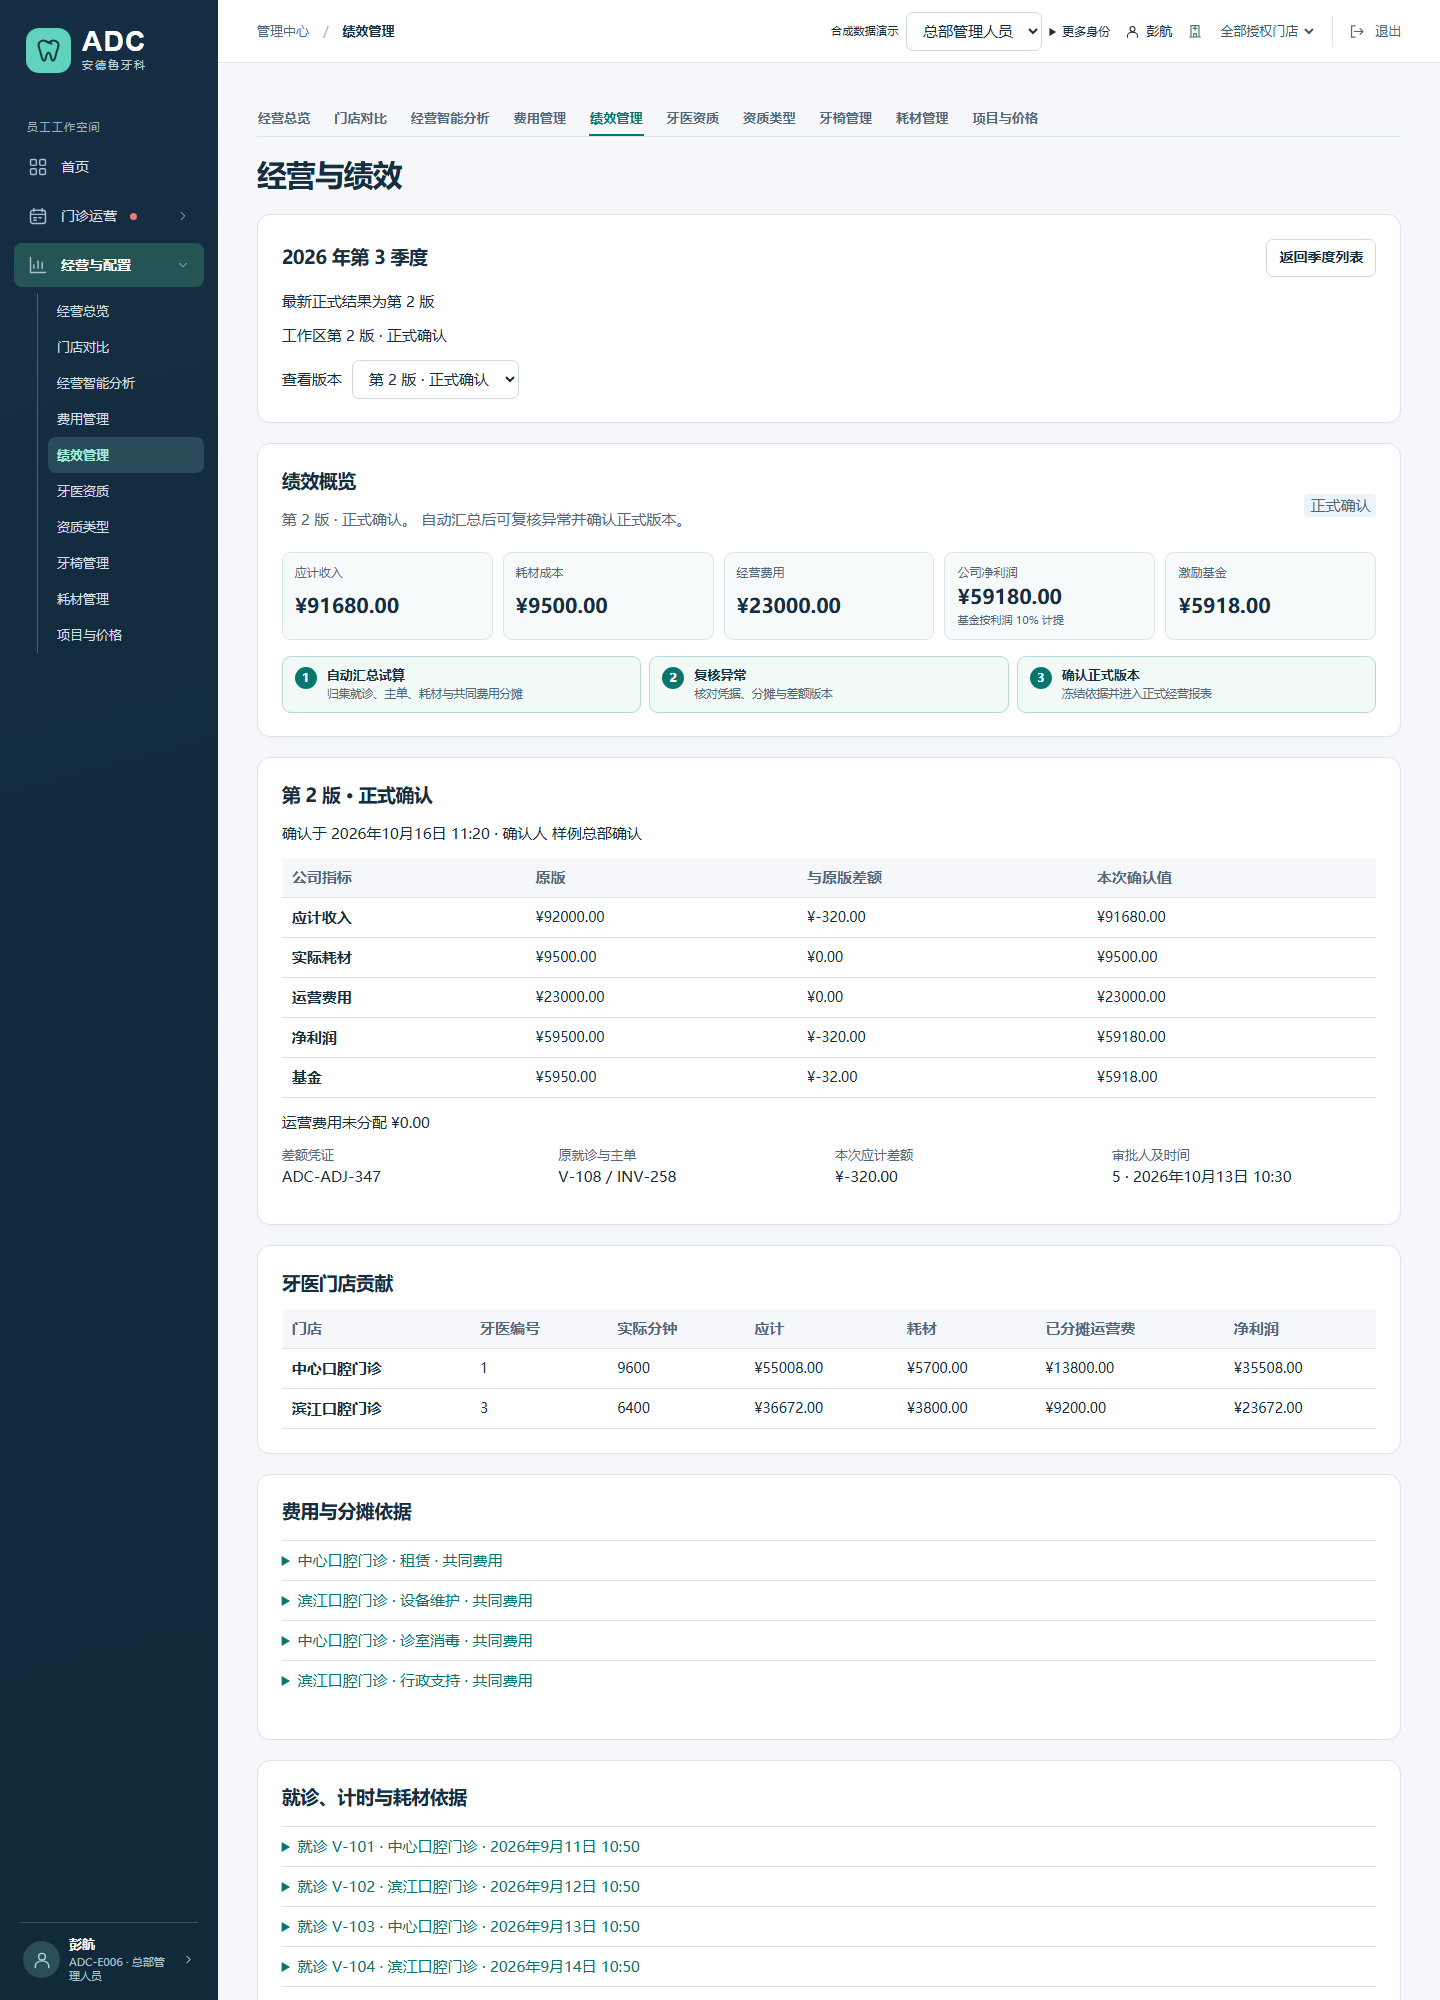 ADC
安德鲁牙科
员工工作空间
首页
门诊运营
经营与配置
经营总览
门店对比
经营智能分析
费用管理
绩效管理
牙医资质
资质类型
牙椅管理
耗材管理
项目与价格
彭航
ADC-E006 · 总部管
理人员
管理中心 / 绩效管理
合成数据演示 总部管理人员 ▶ 更多身份 彭航 全部授权门店 退出
经营总览 门店对比 经营智能分析 费用管理 绩效管理 牙医资质 资质类型 牙椅管理 耗材管理 项目与价格
经营与绩效
2026 年第 3 季度 返回季度列表
最新正式结果为第 2 版
工作区第 2 版 · 正式确认
查看版本 第 2 版 · 正式确认
绩效概览
第 2 版 · 正式确认。 自动汇总后可复核异常并确认正式版本。 正式确认
应计收入 耗材成本 经营费用 公司净利润 激励基金
¥91680.00 ¥9500.00 ¥23000.00 ¥59180.00 ¥5918.00
基金按利润 10% 计提
1 自动汇总试算 2 复核异常 3 确认正式版本
归集就诊、主单、耗材与共同费用分摊 核对凭据、分摊与差额版本 冻结依据并进入正式经营报表
第 2 版 • 正式确认
确认于 2026年10月16日 11:20 · 确认人 样例总部确认
公司指标 原版 与原版差额 本次确认值
应计收入 ¥92000.00 ¥-320.00 ¥91680.00
实际耗材 ¥9500.00 ¥0.00 ¥9500.00
运营费用 ¥23000.00 ¥0.00 ¥23000.00
净利润 ¥59500.00 ¥-320.00 ¥59180.00
基金 ¥5950.00 ¥-32.00 ¥5918.00
运营费用未分配 ¥0.00
差额凭证 原就诊与主单 本次应计差额 审批人及时间
ADC-ADJ-347 V-108 / INV-258 ¥-320.00 5 · 2026年10月13日 10:30
牙医门店贡献
门店 牙医编号 实际分钟 应计 耗材 已分摊运营费 净利润
中心口腔门诊 1 9600 ¥55008.00 ¥5700.00 ¥13800.00 ¥35508.00
滨江口腔门诊 3 6400 ¥36672.00 ¥3800.00 ¥9200.00 ¥23672.00
费用与分摊依据
▶ 中心口腔门诊 · 租赁 · 共同费用
▶ 滨江口腔门诊 · 设备维护 · 共同费用
▶ 中心口腔门诊 · 诊室消毒 · 共同费用
▶ 滨江口腔门诊 · 行政支持 · 共同费用
就诊、计时与耗材依据
▶ 就诊 V-101 · 中心口腔门诊 · 2026年9月11日 10:50
▶ 就诊 V-102 · 滨江口腔门诊 · 2026年9月12日 10:50
▶ 就诊 V-103 · 中心口腔门诊 · 2026年9月13日 10:50
▶ 就诊 V-104 · 滨江口腔门诊 · 2026年9月14日 10:50